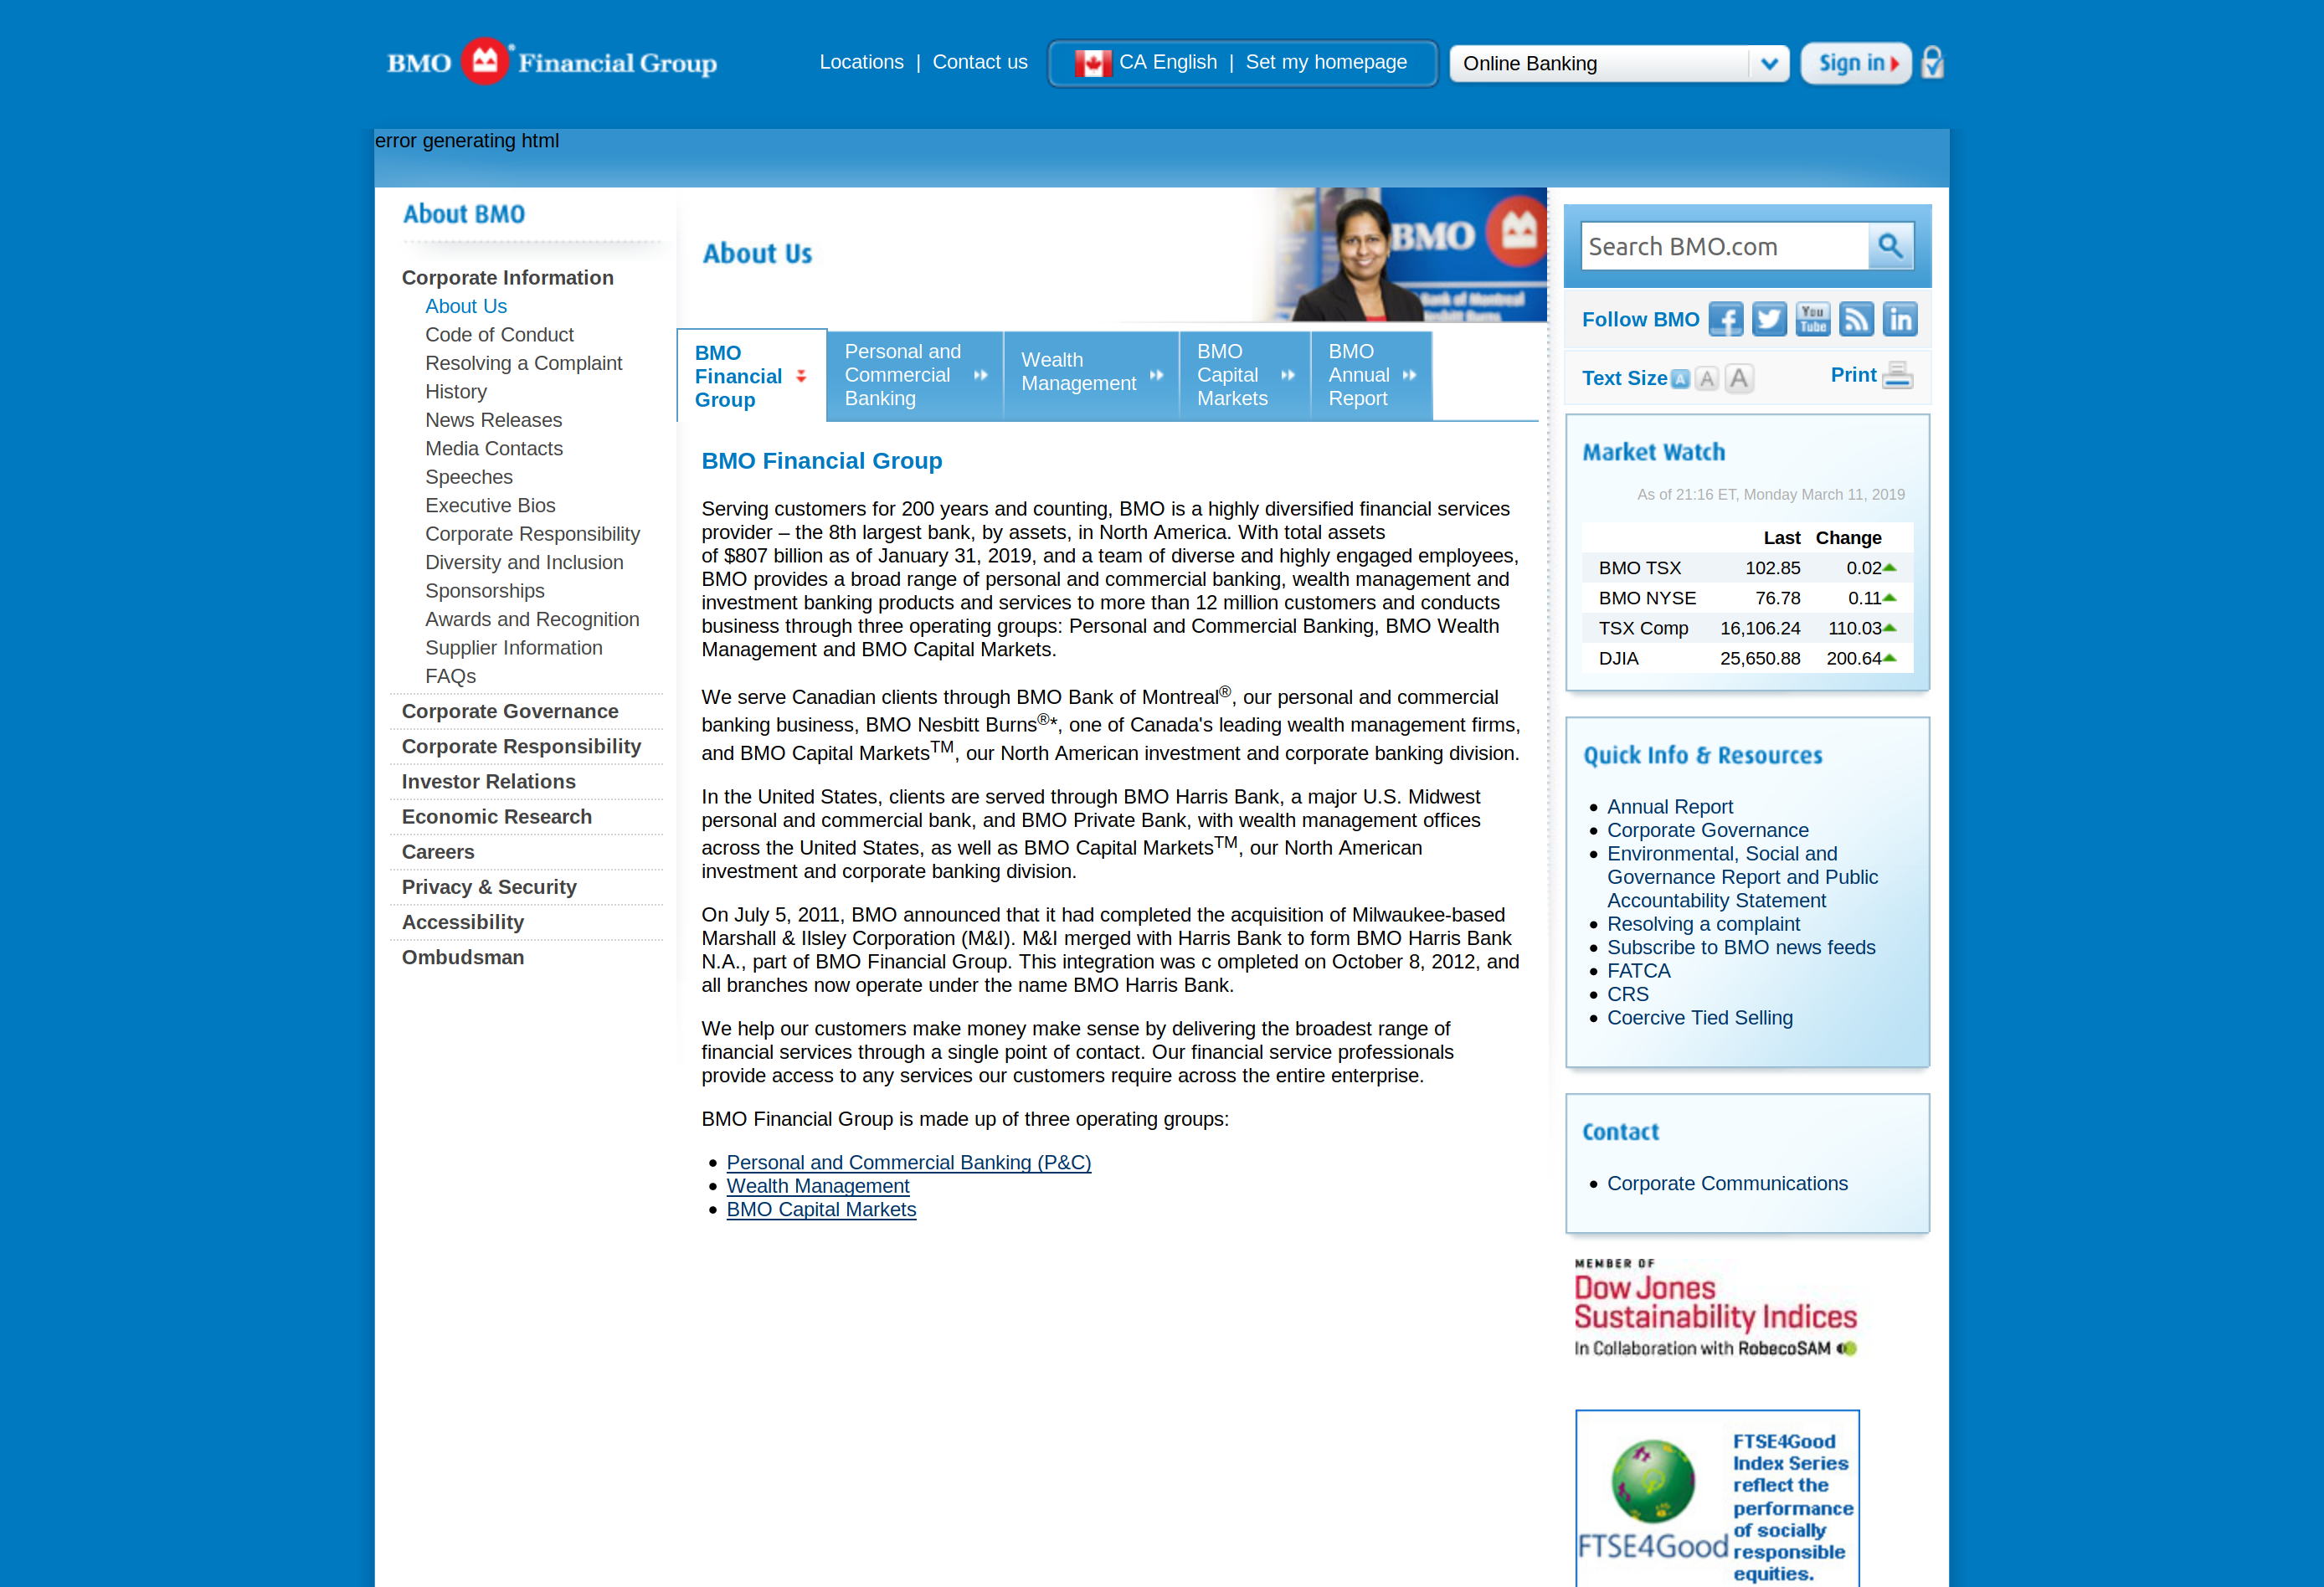 BMO Financial Group
Locations | Contact us
CA English | Set my homepage
Online Banking
Sign in
error generating html
About BMO
Corporate Information
About Us
Code of Conduct
Resolving a Complaint
History
News Releases
Media Contacts
Speeches
Executive Bios
Corporate Responsibility
Diversity and Inclusion
Sponsorships
Awards and Recognition
Supplier Information
FAQs
Corporate Governance
Corporate Responsibility
Investor Relations
Economic Research
Careers
Privacy & Security
Accessibility
Ombudsman
About Us
BMO
BMO
Financial
Group
Personal and
Commercial
Banking
Wealth
Management
BMO
Capital
Markets
BMO
Annual
Report
BMO Financial Group
Serving customers for 200 years and counting, BMO is a highly diversified financial services
provider – the 8th largest bank, by assets, in North America. With total assets
of $807 billion as of January 31, 2019, and a team of diverse and highly engaged employees,
BMO provides a broad range of personal and commercial banking, wealth management and
investment banking products and services to more than 12 million customers and conducts
business through three operating groups: Personal and Commercial Banking, BMO Wealth
Management and BMO Capital Markets.
We serve Canadian clients through BMO Bank of Montreal®, our personal and commercial
banking business, BMO Nesbitt Burns®*, one of Canada's leading wealth management firms,
and BMO Capital MarketsTM, our North American investment and corporate banking division.
In the United States, clients are served through BMO Harris Bank, a major U.S. Midwest
personal and commercial bank, and BMO Private Bank, with wealth management offices
across the United States, as well as BMO Capital MarketsTM, our North American
investment and corporate banking division.
On July 5, 2011, BMO announced that it had completed the acquisition of Milwaukee-based
Marshall & Ilsley Corporation (M&I). M&I merged with Harris Bank to form BMO Harris Bank
N.A., part of BMO Financial Group. This integration was c ompleted on October 8, 2012, and
all branches now operate under the name BMO Harris Bank.
We help our customers make money make sense by delivering the broadest range of
financial services through a single point of contact. Our financial service professionals
provide access to any services our customers require across the entire enterprise.
BMO Financial Group is made up of three operating groups:
Personal and Commercial Banking (P&C)
Wealth Management
BMO Capital Markets
Search BMO.com
Follow BMO
You
Tube
in
Text Size A A A
Print
Market Watch
As of 21:16 ET, Monday March 11, 2019
Last Change
BMO TSX 102.85 0.02
BMO NYSE 76.78 0.11
TSX Comp 16,106.24 110.03
DJIA 25,650.88 200.64
Quick Info & Resources
Annual Report
Corporate Governance
Environmental, Social and
Governance Report and Public
Accountability Statement
Resolving a complaint
Subscribe to BMO news feeds
FATCA
CRS
Coercive Tied Selling
Contact
Corporate Communications
MEMBER OF
Dow Jones
Sustainability Indices
In Collaboration with RobecoSAM
FTSE4Good
FTSE4Good
Index Series
reflect the
performance
of socially
responsible
equities.